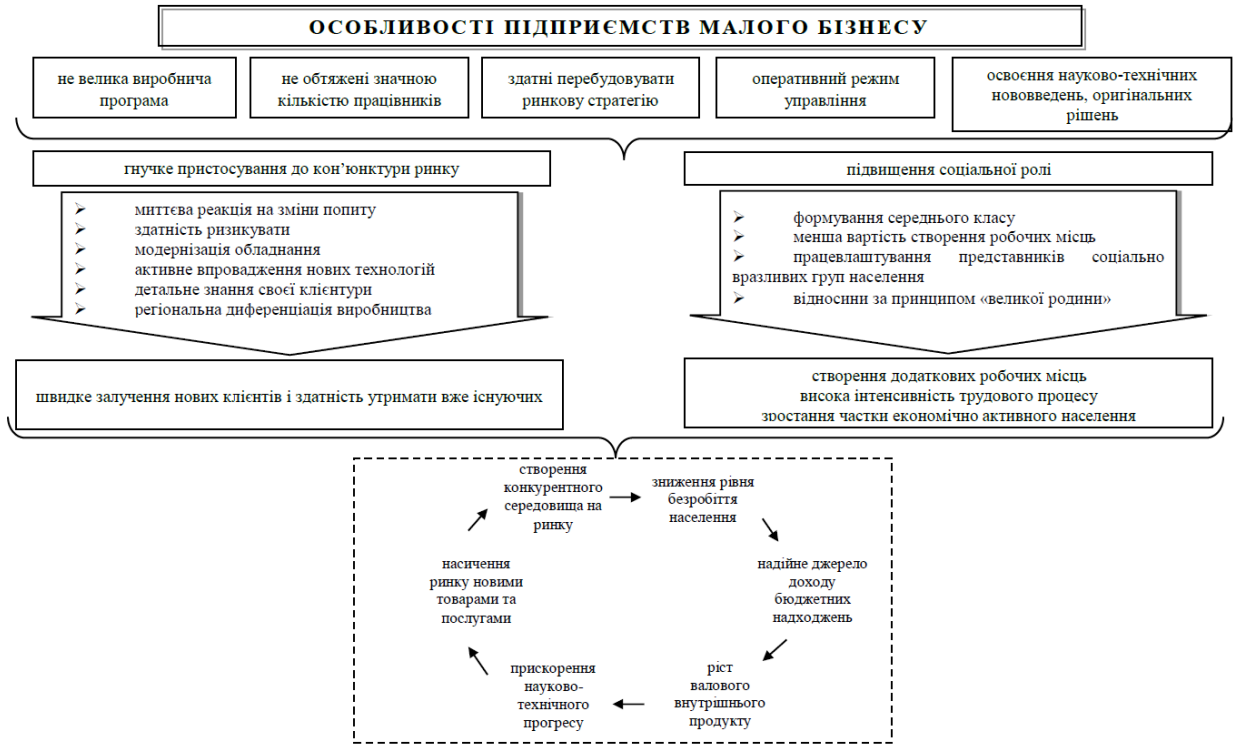 ОСОБЛИВОСТІ ПІДПРИЄМСТВ МАЛОГО БІЗНЕСУ
не велика виробнича
програма
не обтяжені значною
кількістю працівників
здатні перебудовувати
ринкову стратегію
оперативний режим
управління
освоєння науково-технічних
нововведень, оригінальних
рішень
гнучке пристосування до кон’юнктури ринку
➢ миттєва реакція на зміни попиту
➢ здатність ризикувати
➢ модернізація обладнання
➢ активне впровадження нових технологій
➢ детальне знання своєї клієнтури
➢ регіональна диференціація виробництва
швидке залучення нових клієнтів і здатність утримати вже існуючих
підвищення соціальної ролі
➢ формування середнього класу
➢ менша вартість створення робочих місць
➢ працевлаштування представників соціально
вразливих груп населення
➢ відносини за принципом «великої родини»
створення додаткових робочих місць
висока інтенсивність трудового процесу
зростання частки економічно активного населення
створення
конкурентного
середовища на
ринку
зниження рівня
безробіття
населення
надійне джерело
доходу
бюджетних
надходжень
ріст
валового
внутрішнього
продукту
прискорення
науково-
технічного
прогресу
насичення
ринку новими
товарами та
послугами